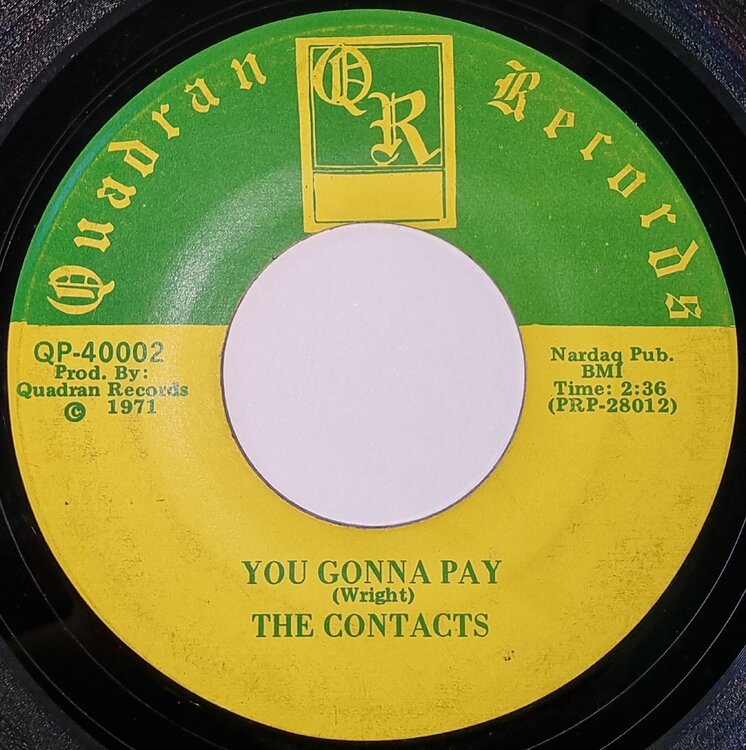 Quadran Records
QR
QP-40002
Prod. By:
Quadran Records
© 1971
Nardaq Pub.
BMI
Time: 2:36
(PRP-28012)
YOU GONNA PAY
(Wright)
THE CONTACTS